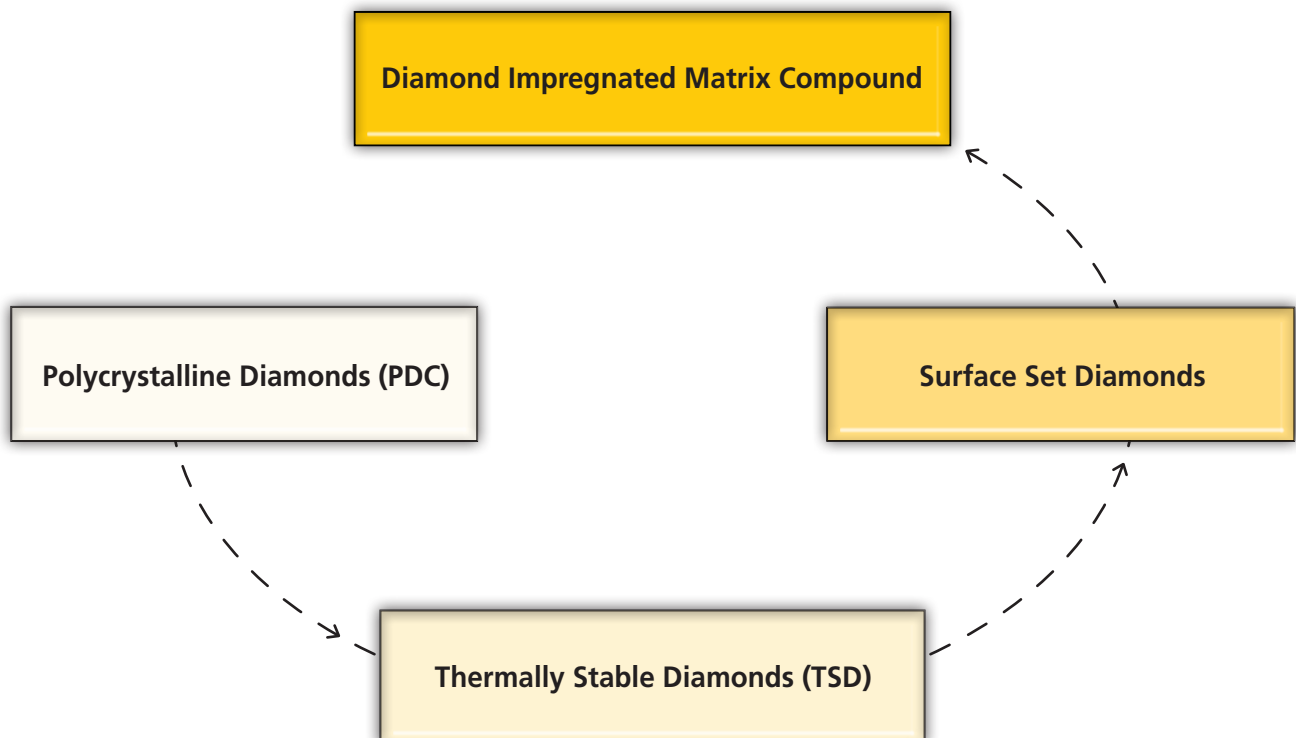 Diamond Impregnated Matrix Compound
Polycrystalline Diamonds (PDC)
Surface Set Diamonds
Thermally Stable Diamonds (TSD)